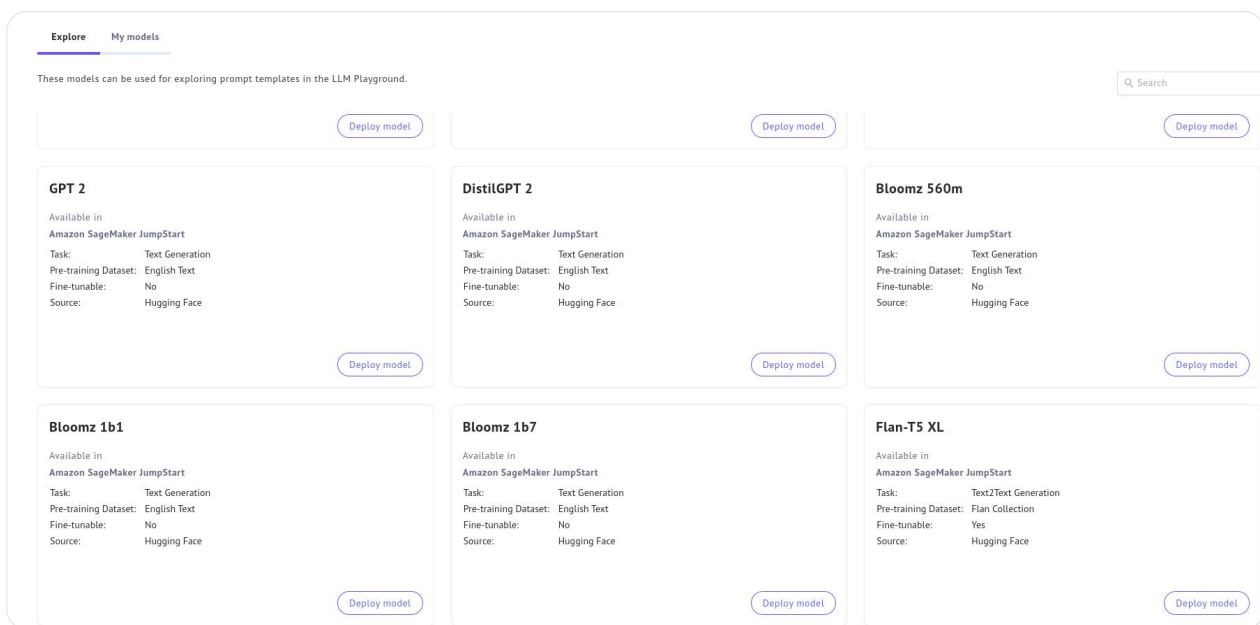 Explore My models
These models can be used for exploring prompt templates in the LLM Playground.
Search
Deploy model Deploy model Deploy model
GPT 2
Available in
Amazon SageMaker JumpStart
Task: Text Generation
Pre-training Dataset: English Text
Fine-tunable: No
Source: Hugging Face
Deploy model
DistilGPT 2
Available in
Amazon SageMaker JumpStart
Task: Text Generation
Pre-training Dataset: English Text
Fine-tunable: No
Source: Hugging Face
Deploy model
Bloomz 560m
Available in
Amazon SageMaker JumpStart
Task: Text Generation
Pre-training Dataset: English Text
Fine-tunable: No
Source: Hugging Face
Deploy model
Bloomz 1b1
Available in
Amazon SageMaker JumpStart
Task: Text Generation
Pre-training Dataset: English Text
Fine-tunable: No
Source: Hugging Face
Deploy model
Bloomz 1b7
Available in
Amazon SageMaker JumpStart
Task: Text Generation
Pre-training Dataset: English Text
Fine-tunable: No
Source: Hugging Face
Deploy model
Flan-T5 XL
Available in
Amazon SageMaker JumpStart
Task: Text2Text Generation
Pre-training Dataset: Flan Collection
Fine-tunable: Yes
Source: Hugging Face
Deploy model